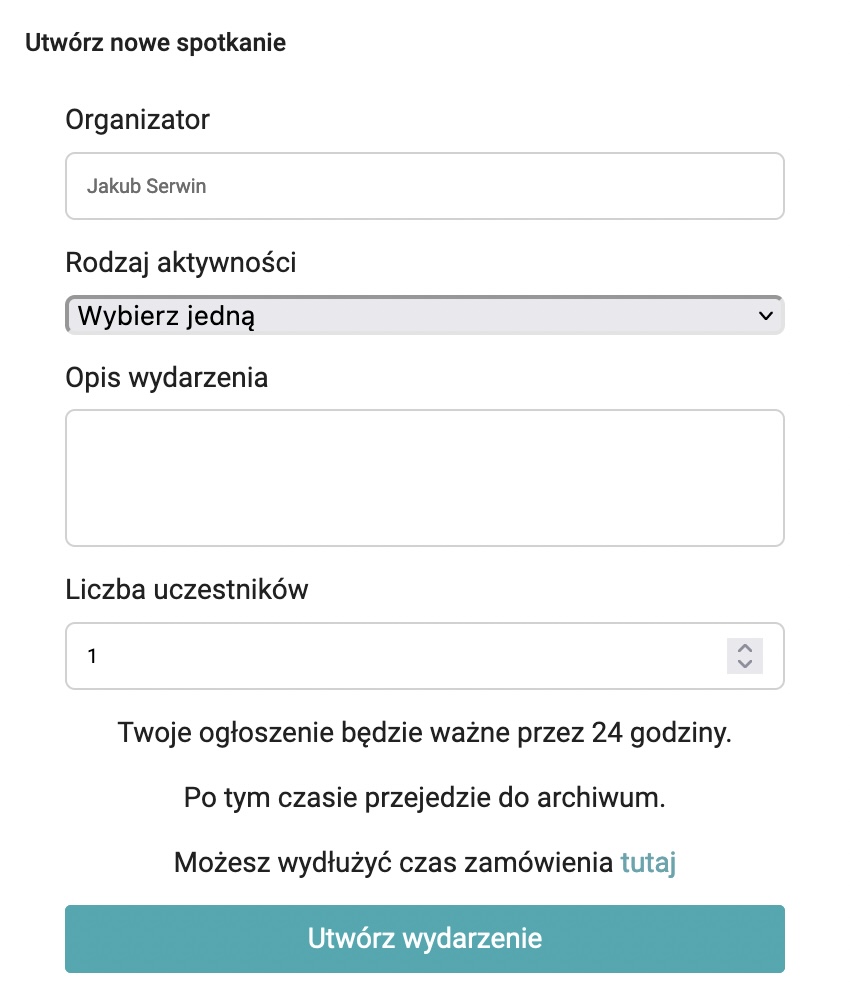 Utwórz nowe spotkanie
Organizator
Jakub Serwin
Rodzaj aktywności
Wybierz jedną
Opis wydarzenia
Liczba uczestników
1
Twoje ogłoszenie będzie ważne przez 24 godziny.
Po tym czasie przejedzie do archiwum.
Możesz wydłużyć czas zamówienia tutaj
Utwórz wydarzenie